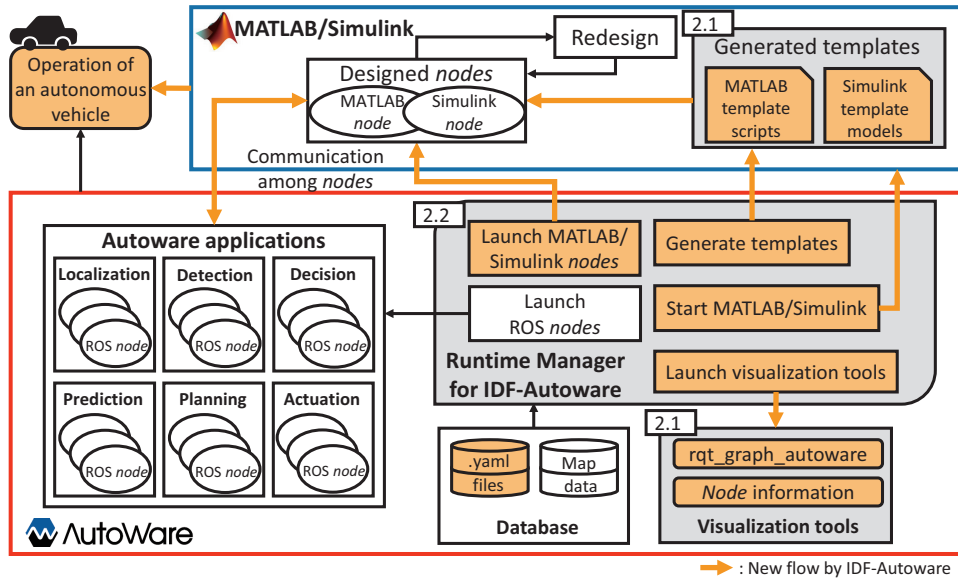 MATLAB/Simulink
Operation of
an autonomous
vehicle
Redesign
Designed nodes
MATLAB
node
Simulink
node
2.1
Generated templates
MATLAB
template
scripts
Simulink
template
models
Communication
among nodes
2.2
Launch MATLAB/
Simulink nodes
Generate templates
Launch
ROS nodes
Start MATLAB/Simulink
Runtime Manager
for IDF-Autoware
Launch visualization tools
Autoware applications
Localization
ROS node
Detection
ROS node
Decision
ROS node
Prediction
ROS node
Planning
ROS node
Actuation
ROS node
.yaml
files
Map
data
Database
2.1
rqt_graph_autoware
Node information
Visualization tools
AutoWare
: New flow by IDF-Autoware